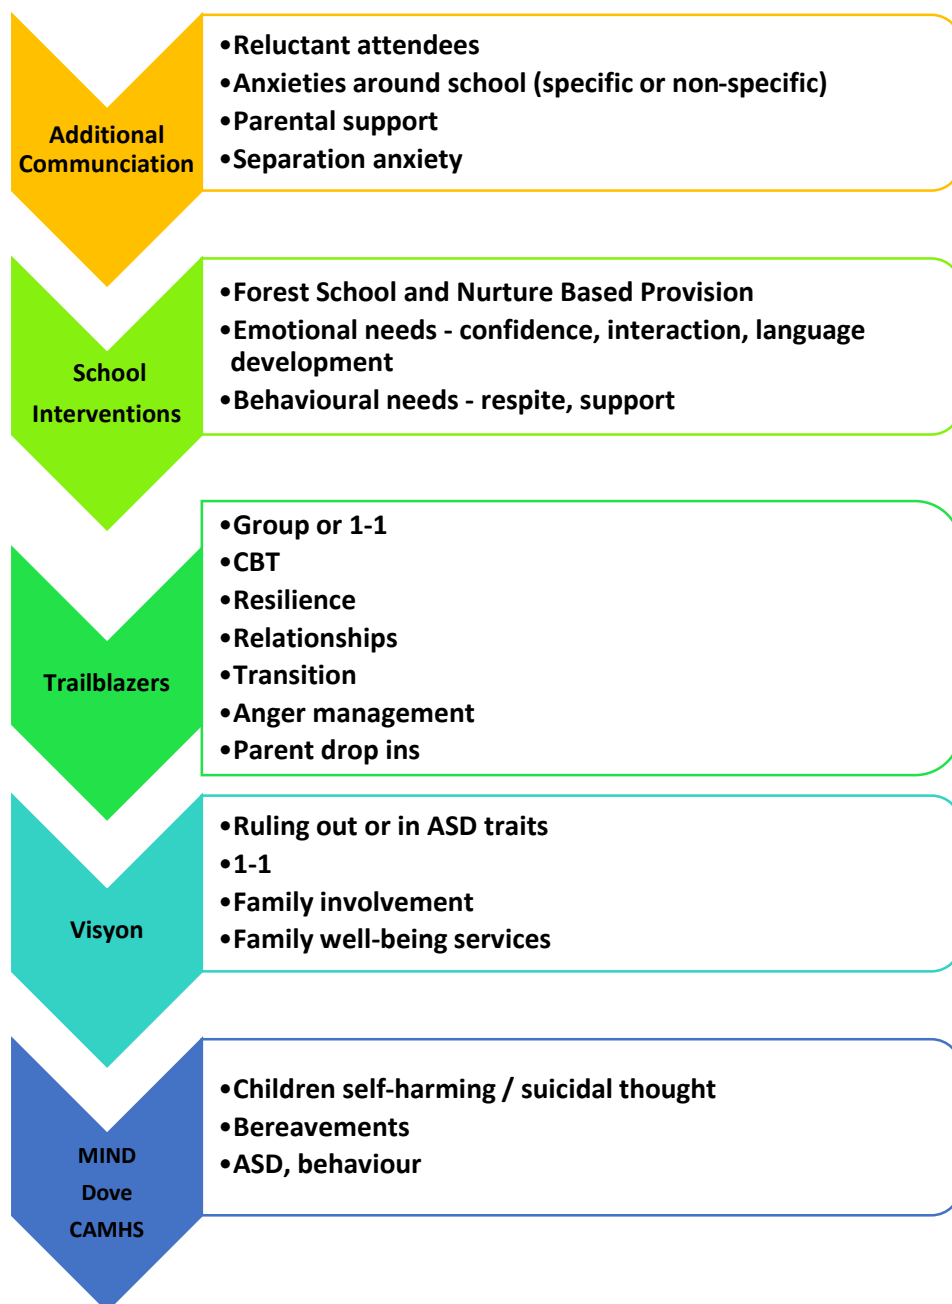 Additional
Communciation
•Reluctant attendees
•Anxieties around school (specific or non-specific)
•Parental support
•Separation anxiety
School
Interventions
•Forest School and Nurture Based Provision
•Emotional needs - confidence, interaction, language
development
•Behavioural needs - respite, support
Trailblazers
•Group or 1-1
•CBT
•Resilience
•Relationships
•Transition
•Anger management
•Parent drop ins
Visyon
•Ruling out or in ASD traits
•1-1
•Family involvement
•Family well-being services
MIND
Dove
CAMHS
•Children self-harming / suicidal thought
•Bereavements
•ASD, behaviour